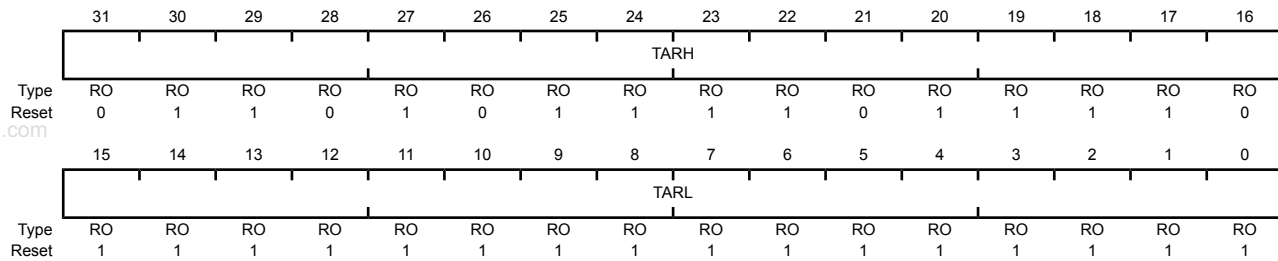 31 30 29 28 27 26 25 24 23 22 21 20 19 18 17 16
TARH
Type RO RO RO RO RO RO RO RO RO RO RO RO RO RO RO RO
Reset 0 1 1 0 1 0 1 1 1 1 0 1 1 1 1 0
.com
15 14 13 12 11 10 9 8 7 6 5 4 3 2 1 0
TARL
Type RO RO RO RO RO RO RO RO RO RO RO RO RO RO RO RO
Reset 1 1 1 1 1 1 1 1 1 1 1 1 1 1 1 1